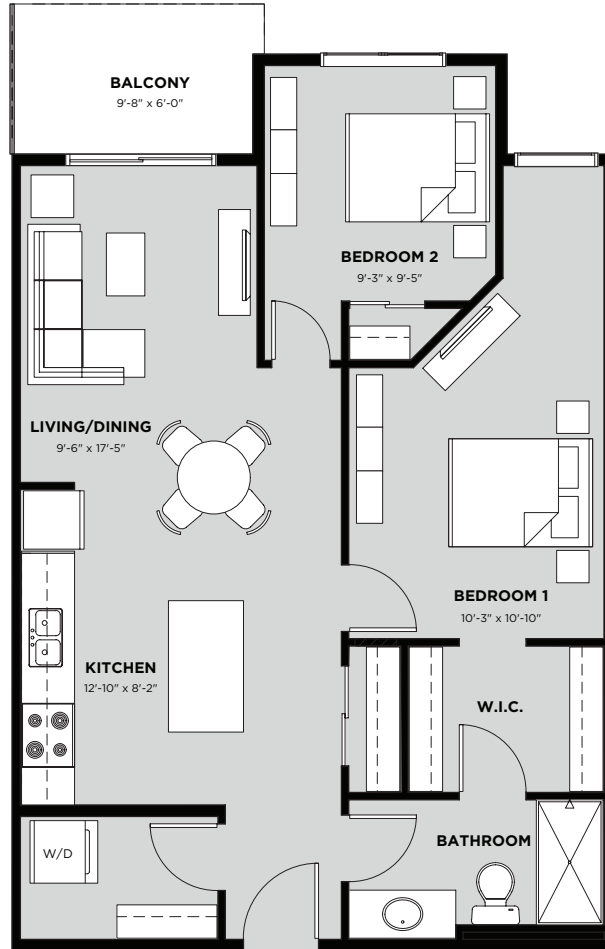 BALCONY
9'-8" x 6'-0"
BEDROOM 2
9'-3" x 9'-5"
LIVING/DINING
9'-6" x 17'-5"
BEDROOM 1
10'-3" x 10'-10"
KITCHEN
12'-10" x 8'-2"
W.I.C.
BATHROOM
W/D